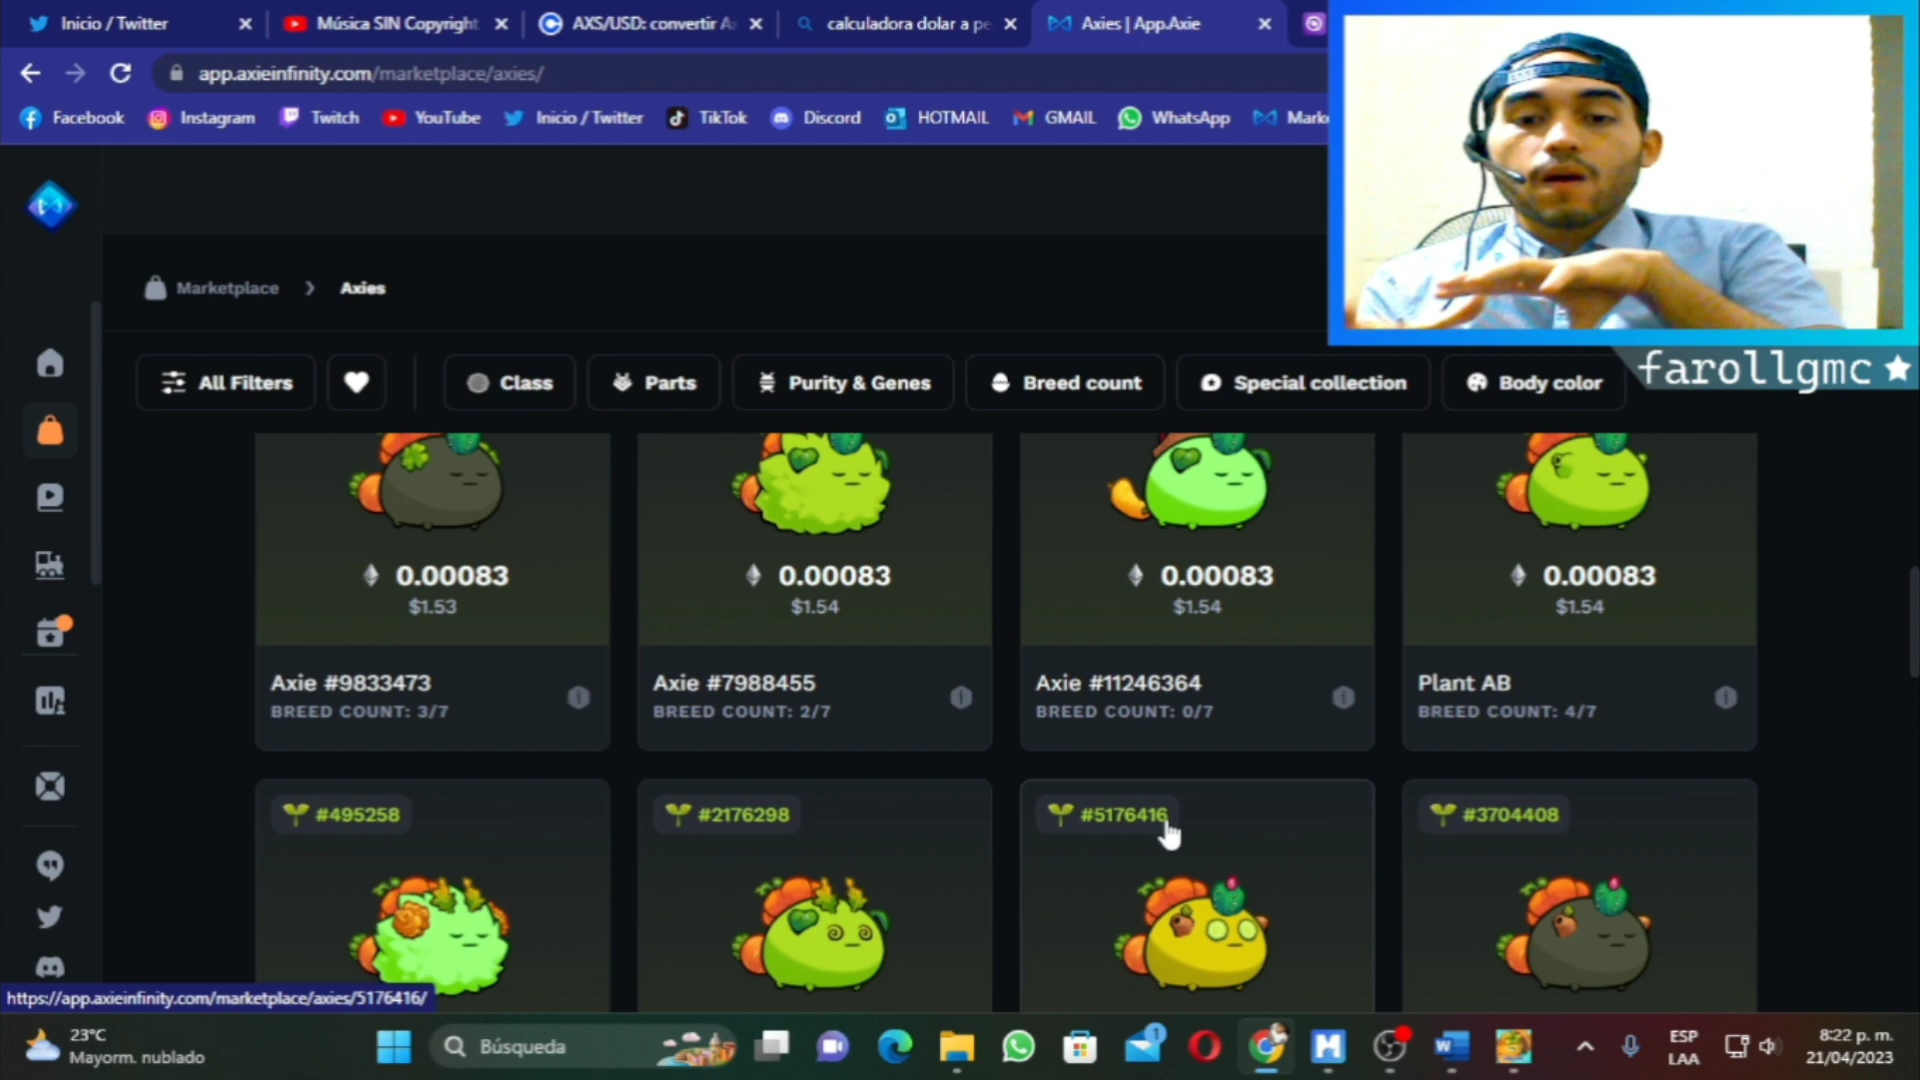 Inicio / Twitter
Música SIN Copyright
AXS/USD: convertir A
calculadora dolar a pe
Axies | App.Axie
app.axieinfinity.com/marketplace/axies/
Facebook
Instagram
Twitch
YouTube
Inicio / Twitter
TikTok
Discord
HOTMAIL
GMAIL
WhatsApp
Mark
Marketplace
Axies
farollgmc
All Filters
Class
Parts
Purity & Genes
Breed count
Special collection
Body color
0.00083
$1.53
Axie #9833473
BREED COUNT: 3/7
0.00083
$1.54
Axie #7988455
BREED COUNT: 2/7
0.00083
$1.54
Axie #11246364
BREED COUNT: 0/7
0.00083
$1.54
Plant AB
BREED COUNT: 4/7
#495258
#2176298
#5176416
#3704408
https://app.axieinfinity.com/marketplace/axies/5176416/
23°C
Mayorm. nublado
Búsqueda
1
ESP
LAA
8:22 p. m.
21/04/2023